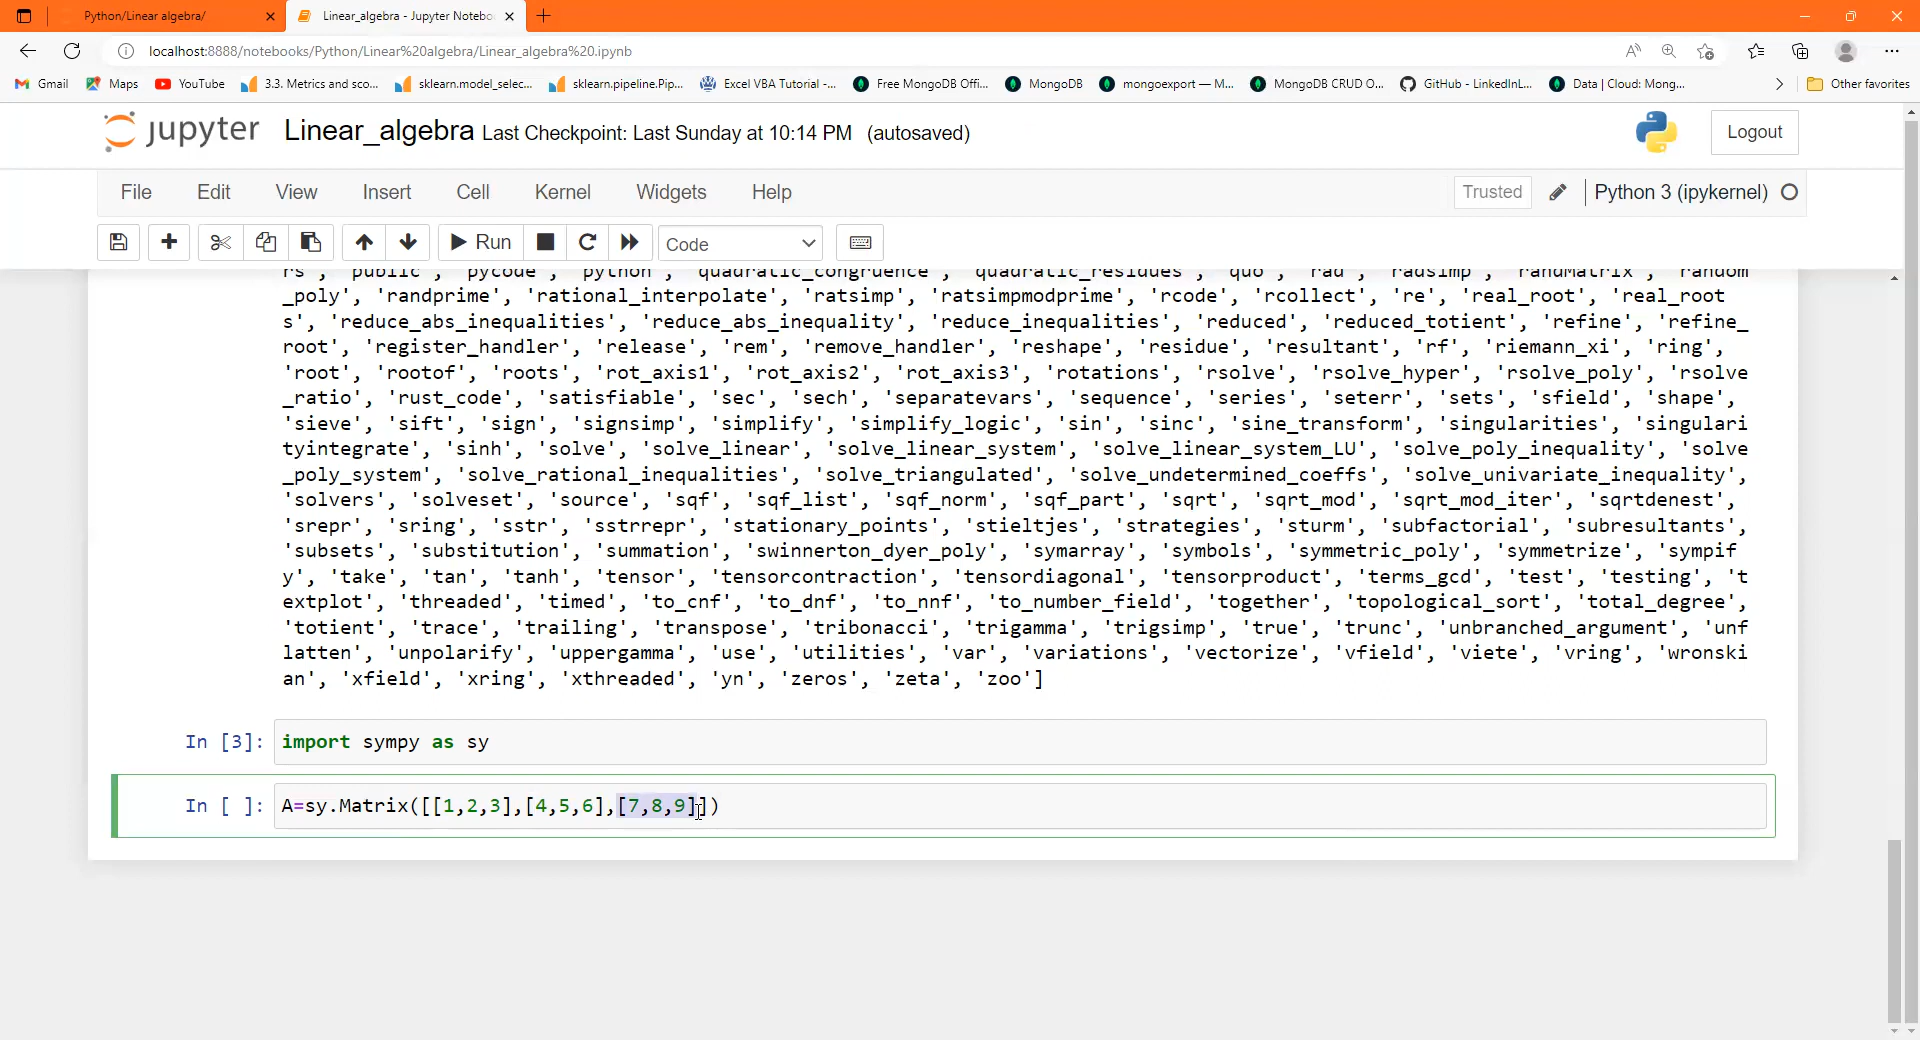 Python/Linear algebra/
Linear_algebra - Jupyter Notebo
localhost:8888/notebooks/Python/Linear%20algebra/Linear_algebra%20.ipynb
Gmail Maps YouTube 3.3. Metrics and sco... sklearn.model_selec... sklearn.pipeline.Pip... Excel VBA Tutorial -... Free MongoDB Offi... MongoDB mongoexport — M... MongoDB CRUD O... GitHub - LinkedInL... Data | Cloud: Mong... Other favorites
jupyter Linear_algebra Last Checkpoint: Last Sunday at 10:14 PM (autosaved) Logout
File Edit View Insert Cell Kernel Widgets Help Trusted Python 3 (ipykernel)
Run Code
rs', 'public', 'pycode', 'python', 'quadratic_congruence', 'quadratic_residues', 'quo', 'rad', 'radsimp', 'randMatrix', 'random
_poly', 'randprime', 'rational_interpolate', 'ratsimp', 'ratsimpmodprime', 'rcode', 'rcollect', 're', 'real_root', 'real_root
s', 'reduce_abs_inequalities', 'reduce_abs_inequality', 'reduce_inequalities', 'reduced', 'reduced_totient', 'refine', 'refine_
root', 'register_handler', 'release', 'rem', 'remove_handler', 'reshape', 'residue', 'resultant', 'rf', 'riemann_xi', 'ring',
'root', 'rootof', 'roots', 'rot_axis1', 'rot_axis2', 'rot_axis3', 'rotations', 'rsolve', 'rsolve_hyper', 'rsolve_poly', 'rsolve
_ratio', 'rust_code', 'satisfiable', 'sec', 'sech', 'separatevars', 'sequence', 'series', 'seterr', 'sets', 'sfield', 'shape',
'sieve', 'sift', 'sign', 'signsimp', 'simplify', 'simplify_logic', 'sin', 'sinc', 'sine_transform', 'singularities', 'singulari
tyintegrate', 'sinh', 'solve', 'solve_linear', 'solve_linear_system', 'solve_linear_system_LU', 'solve_poly_inequality', 'solve
_poly_system', 'solve_rational_inequalities', 'solve_triangulated', 'solve_undetermined_coeffs', 'solve_univariate_inequality',
'solvers', 'solveset', 'source', 'sqf', 'sqf_list', 'sqf_norm', 'sqf_part', 'sqrt', 'sqrt_mod', 'sqrt_mod_iter', 'sqrtdenest',
'srepr', 'sring', 'sstr', 'sstrrepr', 'stationary_points', 'stieltjes', 'strategies', 'sturm', 'subfactorial', 'subresultants',
'subsets', 'substitution', 'summation', 'swinnerton_dyer_poly', 'symarray', 'symbols', 'symmetric_poly', 'symmetrize', 'sympif
y', 'take', 'tan', 'tanh', 'tensor', 'tensorcontraction', 'tensordiagonal', 'tensorproduct', 'terms_gcd', 'test', 'testing', 't
extplot', 'threaded', 'timed', 'to_cnf', 'to_dnf', 'to_nnf', 'to_number_field', 'together', 'topological_sort', 'total_degree',
'totient', 'trace', 'trailing', 'transpose', 'tribonacci', 'trigamma', 'trigsimp', 'true', 'trunc', 'unbranched_argument', 'unf
latten', 'unpolarify', 'uppergamma', 'use', 'utilities', 'var', 'variations', 'vectorize', 'vfield', 'viete', 'vring', 'wronski
an', 'xfield', 'xring', 'xthreaded', 'yn', 'zeros', 'zeta', 'zoo']
In [3]: import sympy as sy
In [ ]: A=sy.Matrix([[1,2,3],[4,5,6],[7,8,9]])